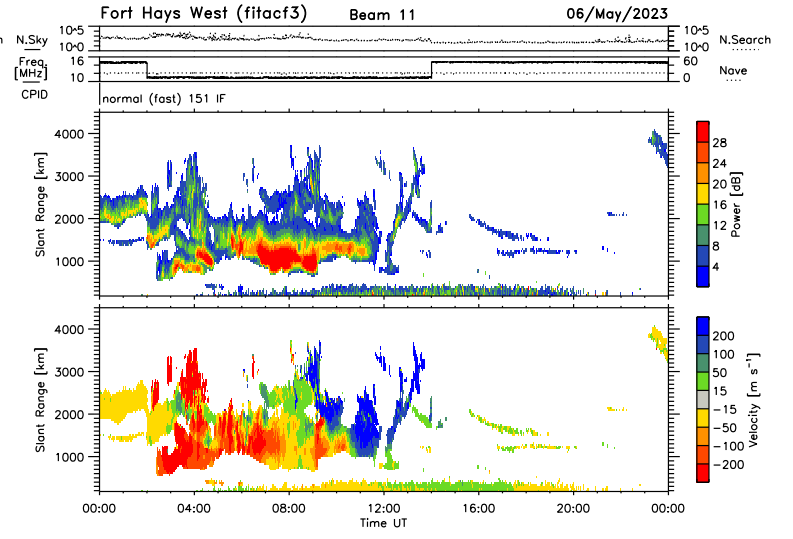 Fort Hays West (fitacf3) Beam 11 06/May/2023
N.Sky 10^5 10^0 10^5 10^0 N.Search
Freq. [MHz] 16 10 60 0 Nave
CPID normal (fast) 151 IF
Slant Range [km] 4000 3000 2000 1000
28 24 20 16 12 8 4 Power [dB]
Slant Range [km] 4000 3000 2000 1000
200 100 50 15 −15 −50 −100 −200 Velocity [m s⁻¹]
00:00 04:00 08:00 12:00 16:00 20:00 00:00
Time UT